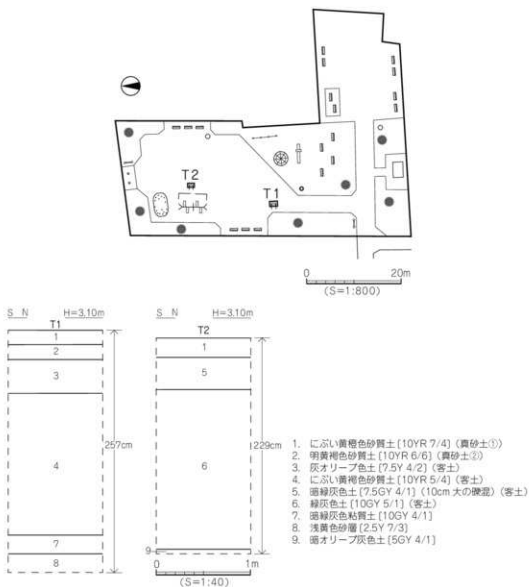 T2
T1
0 20m
(S=1:800)
S N H=3.10m
T1
1
2
3
4
7
8
257cm
S N H=3.10m
T2
1
5
6
9
229cm
0 1m
(S=1:40)
1. にぶい黄橙色砂質土 [10YR 7/4] (真砂土①)
2. 明黄褐色砂質土 [10YR 6/6] (真砂土②)
3. 灰オリーブ色土 [7.5Y 4/2] (客土)
4. にぶい黄褐色砂質土 [10YR 5/4] (客土)
5. 暗緑灰色土 [7.5GY 4/1] (10cm 大の礫混) (客土)
6. 緑灰色土 [10GY 5/1] (客土)
7. 暗緑灰色粘質土 [10GY 4/1]
8. 浅黄色砂層 [2.5Y 7/3]
9. 暗オリーブ灰色土 [5GY 4/1]